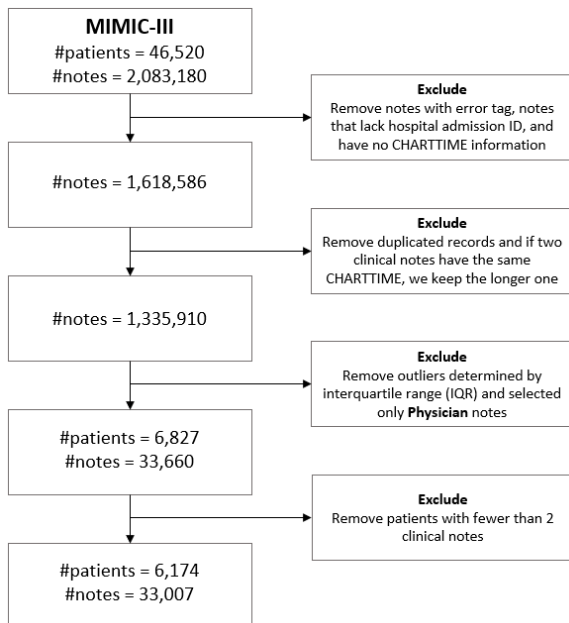 MIMIC-III
#patients = 46,520
#notes = 2,083,180
Exclude
Remove notes with error tag, notes
that lack hospital admission ID, and
have no CHARTTIME information
#notes = 1,618,586
Exclude
Remove duplicated records and if two
clinical notes have the same
CHARTTIME, we keep the longer one
#notes = 1,335,910
Exclude
Remove outliers determined by
interquartile range (IQR) and selected
only Physician notes
#patients = 6,827
#notes = 33,660
Exclude
Remove patients with fewer than 2
clinical notes
#patients = 6,174
#notes = 33,007